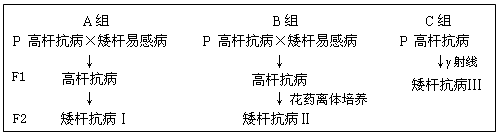 A 组 B 组 C 组
P 高杆抗病×矮杆易感病 P 高杆抗病×矮杆易感病 P 高杆抗病
↓ ↓ ↓γ射线
F1 高杆抗病 高杆抗病 矮杆抗病III
↓ ↓ 花药离体培养
F2 矮杆抗病Ⅰ 矮杆抗病Ⅱ